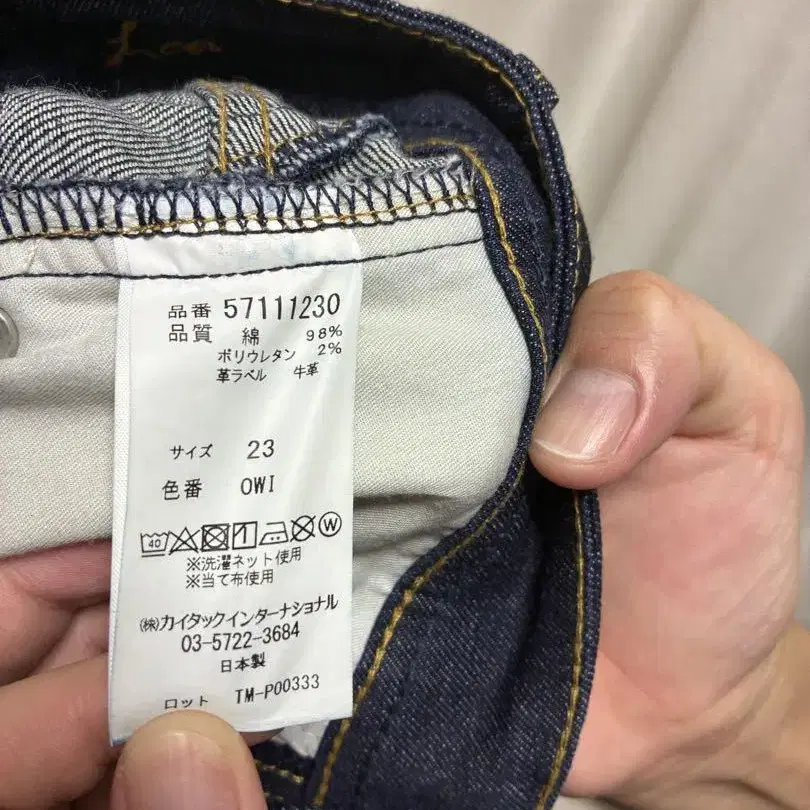 品番 57111230
品質 綿 98%
ポリウレタン 2%
革ラベル 牛革
サイズ 23
色番 OWI
40 W
※洗濯ネット使用
※当て布使用
㈱カイタックインターナショナル
03-5722-3684
日本製
ロット TM-P00333